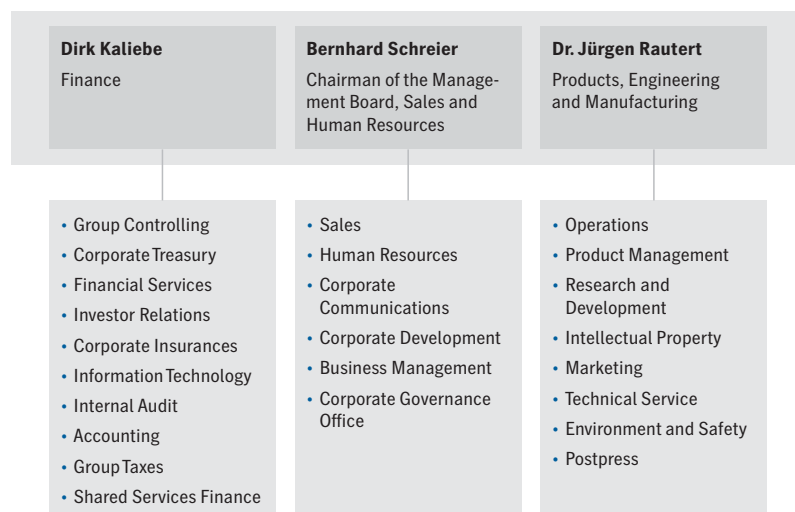 Dirk Kaliebe
Finance
Bernhard Schreier
Chairman of the Manage-
ment Board, Sales and
Human Resources
Dr. Jürgen Rautert
Products, Engineering
and Manufacturing
• Group Controlling
• Corporate Treasury
• Financial Services
• Investor Relations
• Corporate Insurances
• Information Technology
• Internal Audit
• Accounting
• Group Taxes
• Shared Services Finance
• Sales
• Human Resources
• Corporate
Communications
• Corporate Development
• Business Management
• Corporate Governance
Office
• Operations
• Product Management
• Research and
Development
• Intellectual Property
• Marketing
• Technical Service
• Environment and Safety
• Postpress